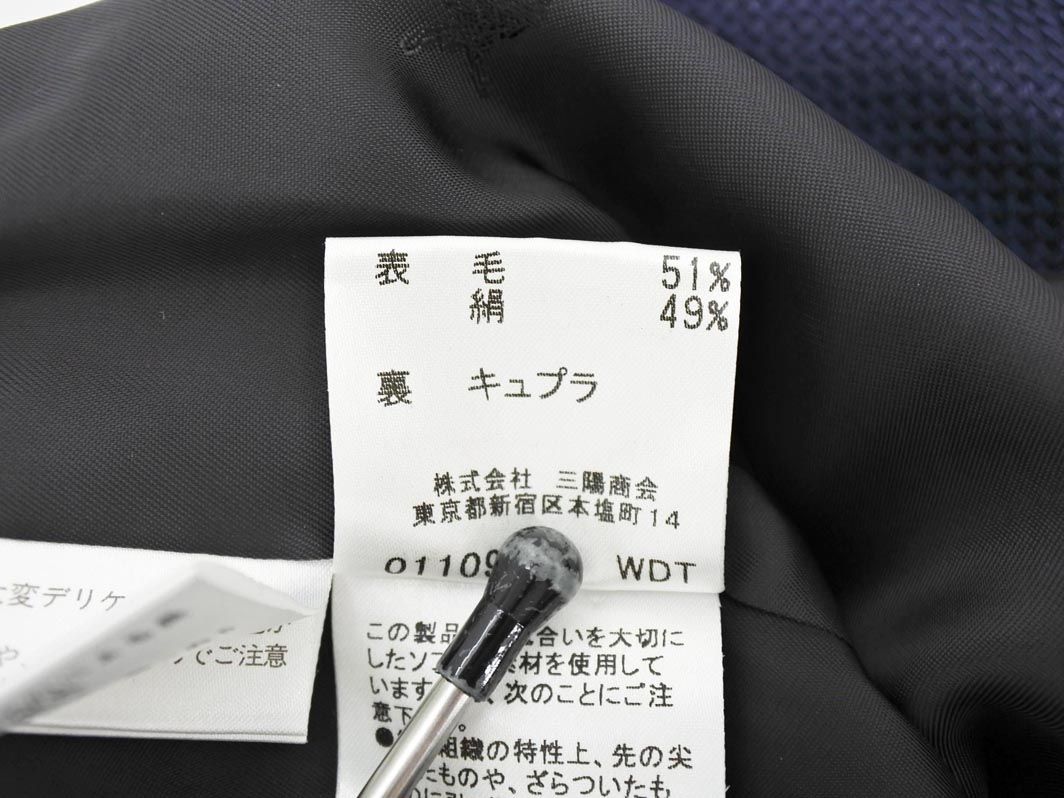 表 毛 51%
絹 49%
裏 キュプラ
株式会社 三陽商会
東京都新宿区本塩町14
01109 WDT
この製品 合いを大切に
したソフ 素材を使用して
います 、次のことにご注
意下 。
● 組織の特性上、先の尖
たものや、ざらついたも
変デリケ
や、
でご注意